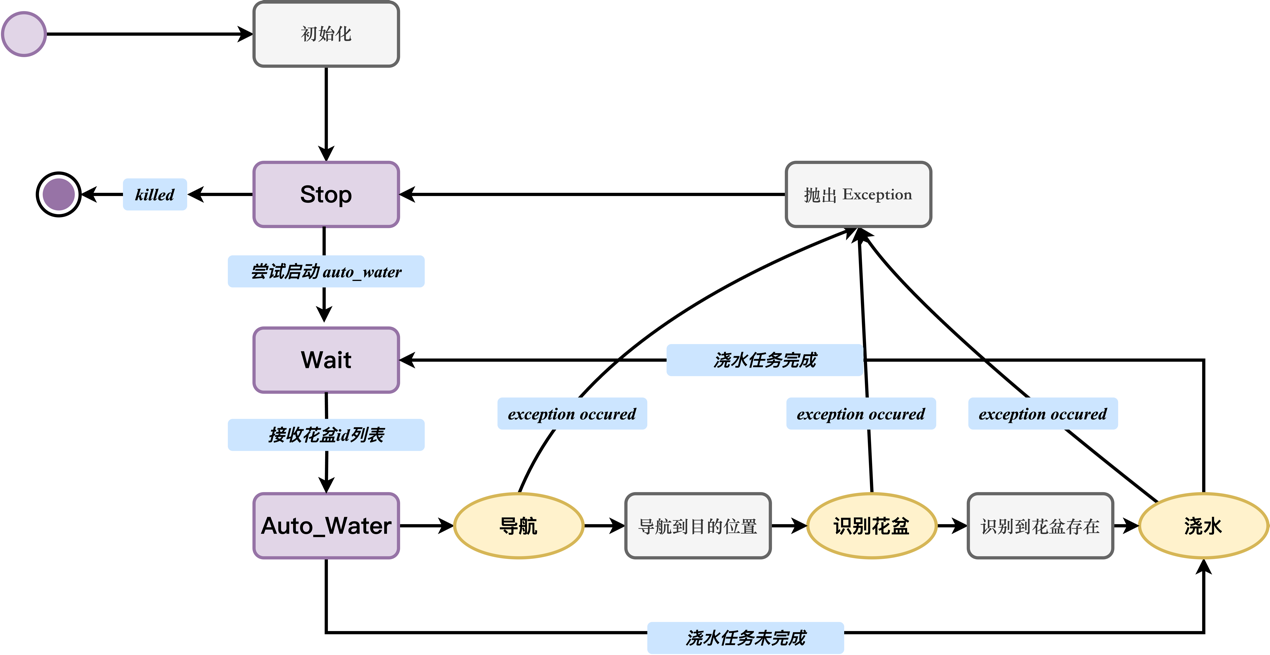 初始化
killed
Stop
抛出 Exception
尝试启动 auto_water
Wait
浇水任务完成
exception occured
exception occured
exception occured
接收花盆id列表
Auto_Water
导航
导航到目的位置
识别花盆
识别到花盆存在
浇水
浇水任务未完成